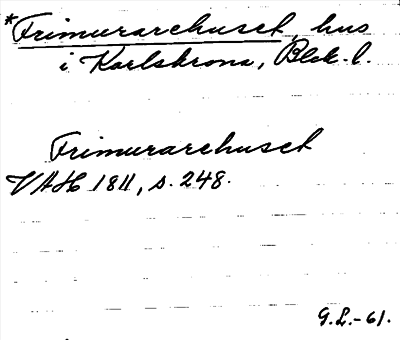 *Frimurarehuset, hus
i Karlskrona, Blek. l.
Frimurarehuset
VAH 1811, s. 248.
G.L.-61.